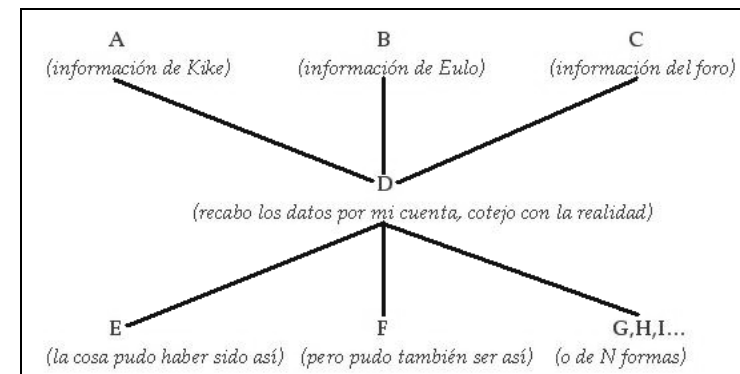 A B C
(información de Kike) (información de Eulo) (información del foro)
D
(recabo los datos por mi cuenta, cotejo con la realidad)
E F G,H,I...
(la cosa pudo haber sido así) (pero pudo también ser así) (o de N formas)